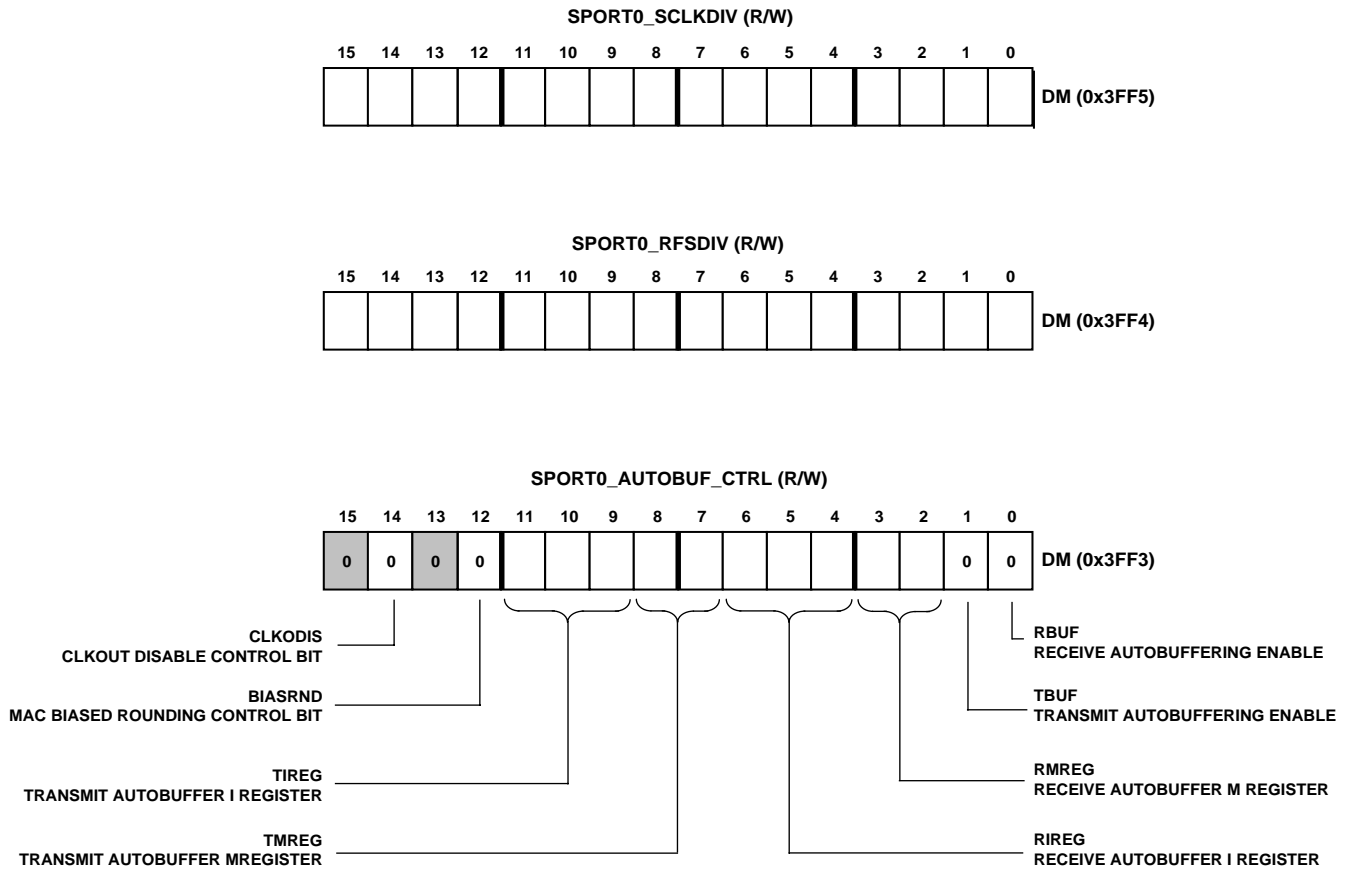 SPORT0_SCLKDIV (R/W)
15 14 13 12 11 10 9 8 7 6 5 4 3 2 1 0
DM (0x3FF5)
SPORT0_RFSDIV (R/W)
15 14 13 12 11 10 9 8 7 6 5 4 3 2 1 0
DM (0x3FF4)
SPORT0_AUTOBUF_CTRL (R/W)
15 14 13 12 11 10 9 8 7 6 5 4 3 2 1 0
0 0 0 0 0 0 DM (0x3FF3)
CLKODIS
CLKOUT DISABLE CONTROL BIT
BIASRND
MAC BIASED ROUNDING CONTROL BIT
TIREG
TRANSMIT AUTOBUFFER I REGISTER
TMREG
TRANSMIT AUTOBUFFER MREGISTER
RBUF
RECEIVE AUTOBUFFERING ENABLE
TBUF
TRANSMIT AUTOBUFFERING ENABLE
RMREG
RECEIVE AUTOBUFFER M REGISTER
RIREG
RECEIVE AUTOBUFFER I REGISTER